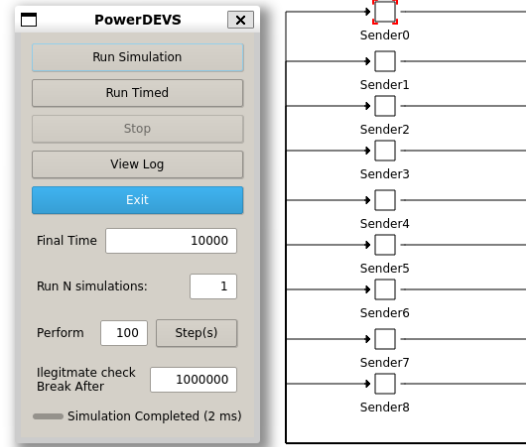 PowerDEVS
Run Simulation
Run Timed
Stop
View Log
Exit
Final Time 10000
Run N simulations: 1
Perform 100 Step(s)
Ilegitmate check
Break After 1000000
Simulation Completed (2 ms)
Sender0
Sender1
Sender2
Sender3
Sender4
Sender5
Sender6
Sender7
Sender8